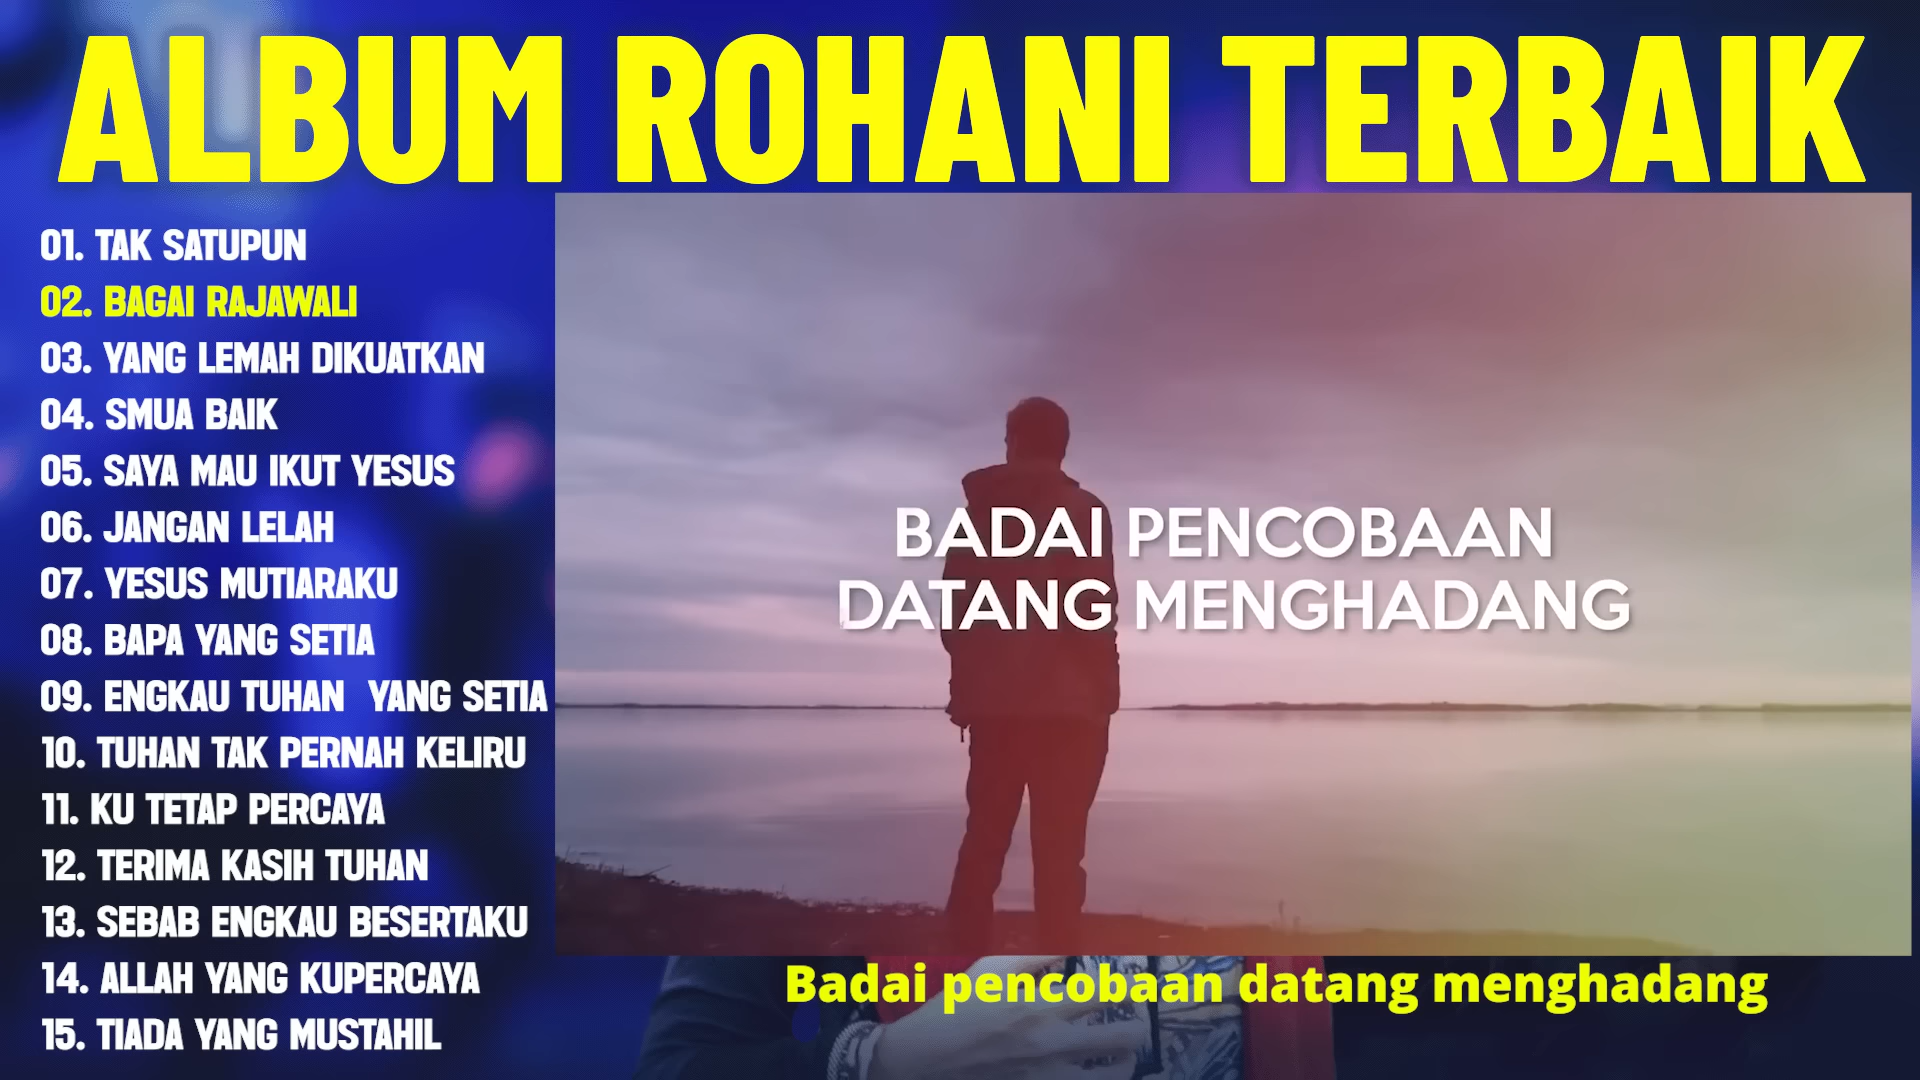 ALBUM ROHANI TERBAIK
01. TAK SATUPUN
02. BAGAI RAJAWALI
03. YANG LEMAH DIKUATKAN
04. SMUA BAIK
05. SAYA MAU IKUT YESUS
06. JANGAN LELAH
07. YESUS MUTIARAKU
08. BAPA YANG SETIA
09. ENGKAU TUHAN  YANG SETIA
10. TUHAN TAK PERNAH KELIRU
11. KU TETAP PERCAYA
12. TERIMA KASIH TUHAN
13. SEBAB ENGKAU BESERTAKU
14. ALLAH YANG KUPERCAYA
15. TIADA YANG MUSTAHIL
BADAI PENCOBAAN
DATANG MENGHADANG
Badai pencobaan datang menghadang